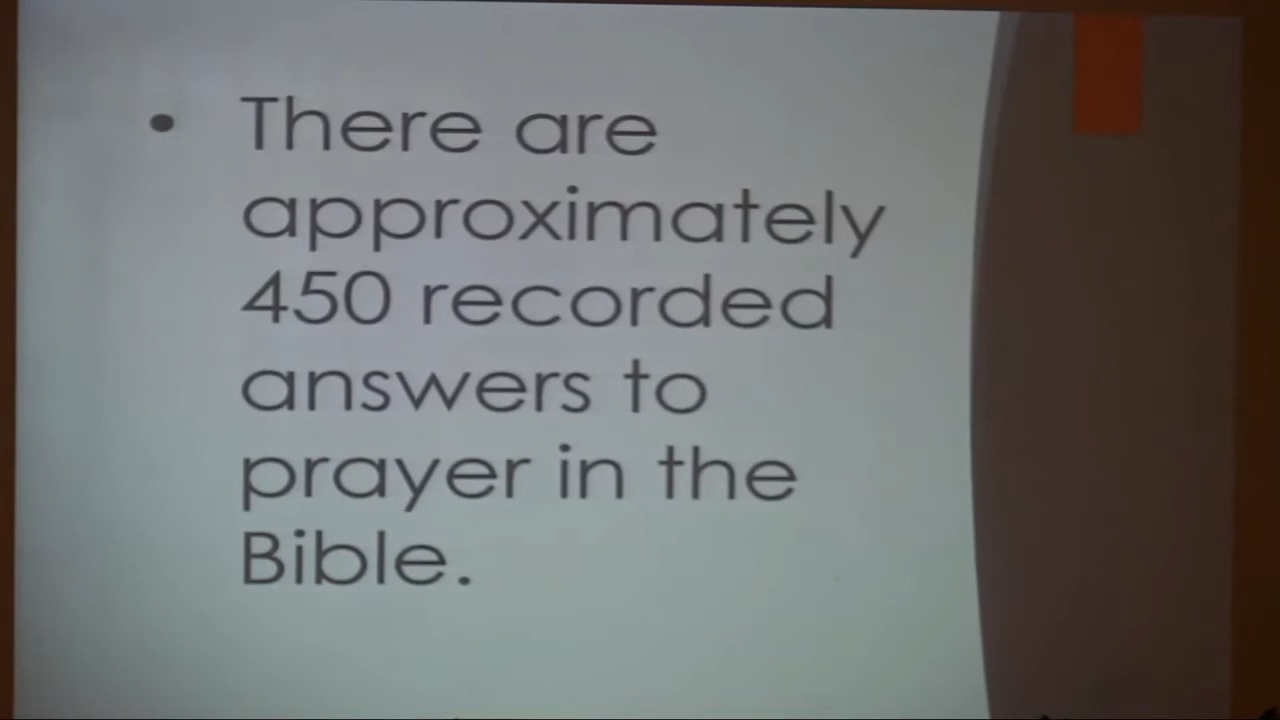 • There are
approximately
450 recorded
answers to
prayer in the
Bible.